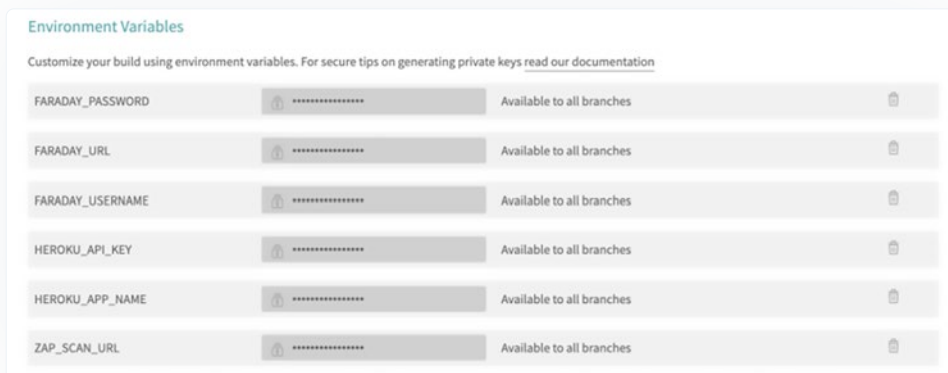 Environment Variables
Customize your build using environment variables. For secure tips on generating private keys read our documentation
FARADAY_PASSWORD •••••••••••••••• Available to all branches
FARADAY_URL •••••••••••••••• Available to all branches
FARADAY_USERNAME •••••••••••••••• Available to all branches
HEROKU_API_KEY •••••••••••••••• Available to all branches
HEROKU_APP_NAME •••••••••••••••• Available to all branches
ZAP_SCAN_URL •••••••••••••••• Available to all branches